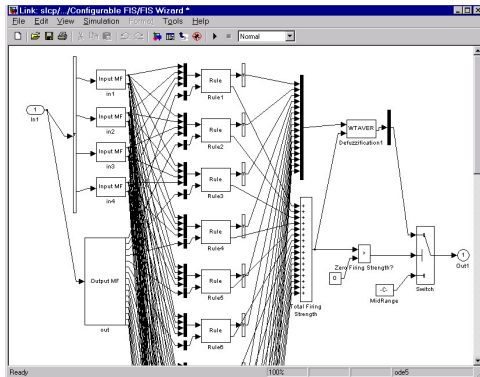 Link: slcp/.../Configurable FIS/FIS Wizard *
File Edit View Simulation Format Tools Help
Normal
1
In1
Input MF
in1
Input MF
in2
Input MF
in3
Input MF
in4
Output MF
out
Rule
Rule1
Rule
Rule2
Rule
Rule3
Rule
Rule4
Rule
Rule5
Rule
Rule6
Total Firing
Strength
WTAVER
Defuzzification1
>
Zero Firing Strength?
0
-C-
MidRange
Switch
1
Out1
Ready
100%
ode5